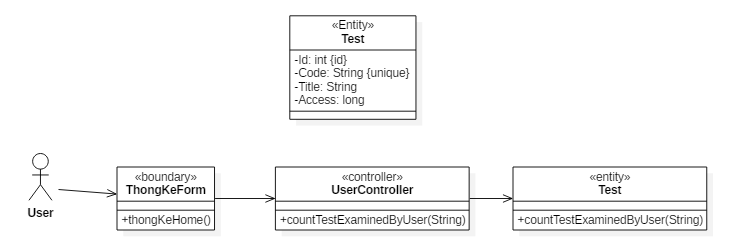 «Entity»
Test
-Id: int {id}
-Code: String {unique}
-Title: String
-Access: long
User
«boundary»
ThongKeForm
+thongKeHome()
«controller»
UserController
+countTestExaminedByUser(String)
«entity»
Test
+countTestExaminedByUser(String)